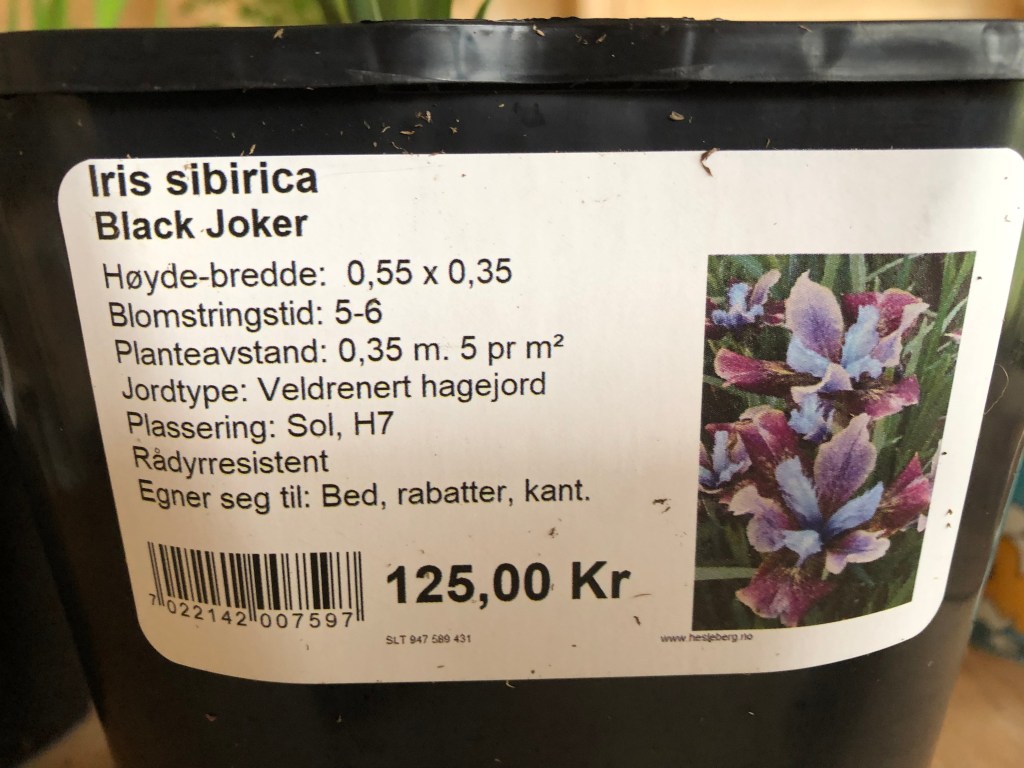 Iris sibirica
Black Joker
Høyde-bredde: 0,55 x 0,35
Blomstringstid: 5-6
Planteavstand: 0,35 m. 5 pr m²
Jordtype: Veldrenert hagejord
Plassering: Sol, H7
Rådyrresistent
Egner seg til: Bed, rabatter, kant.
125,00 Kr
7 022142 007597
SLT 947 589 431
www.hesleberg.no